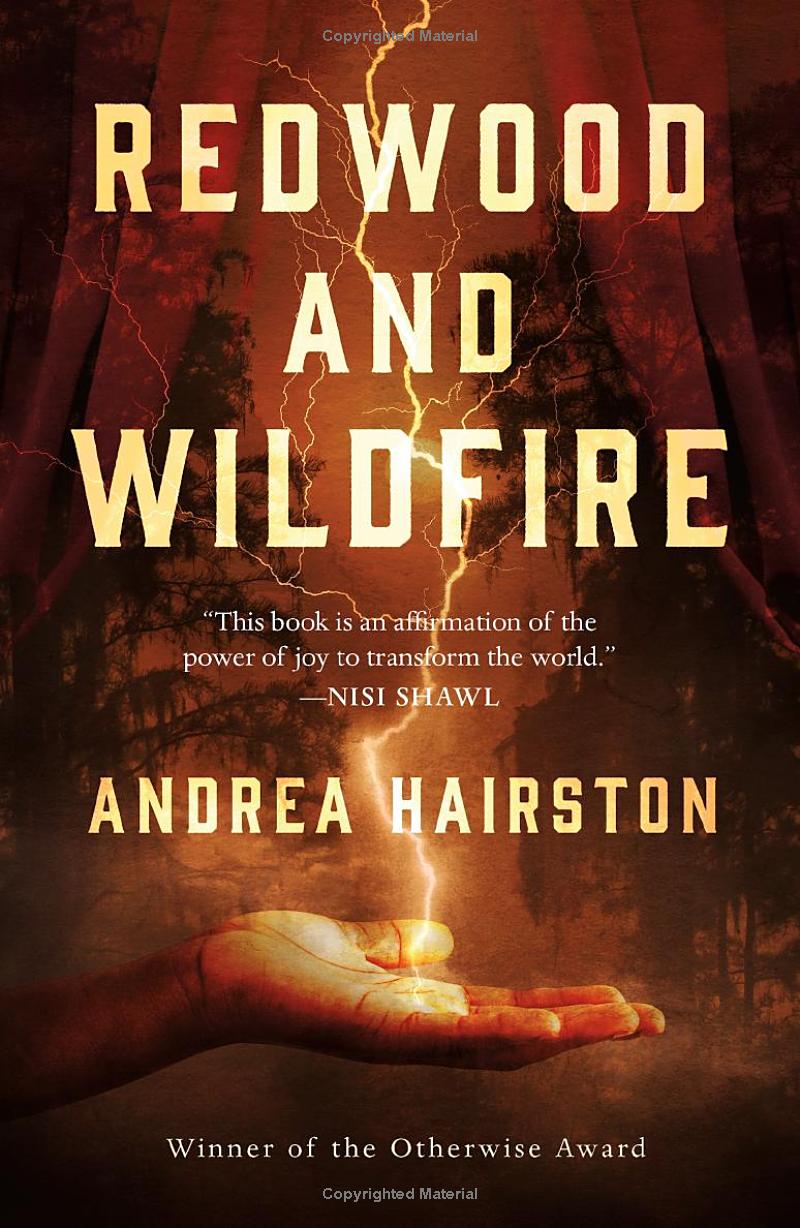 Copyrighted Material
REDWOOD
AND
WILDFIRE
“This book is an affirmation of the
power of joy to transform the world.”
—NISI SHAWL
ANDREA HAIRSTON
Winner of the Otherwise Award
Copyrighted Material